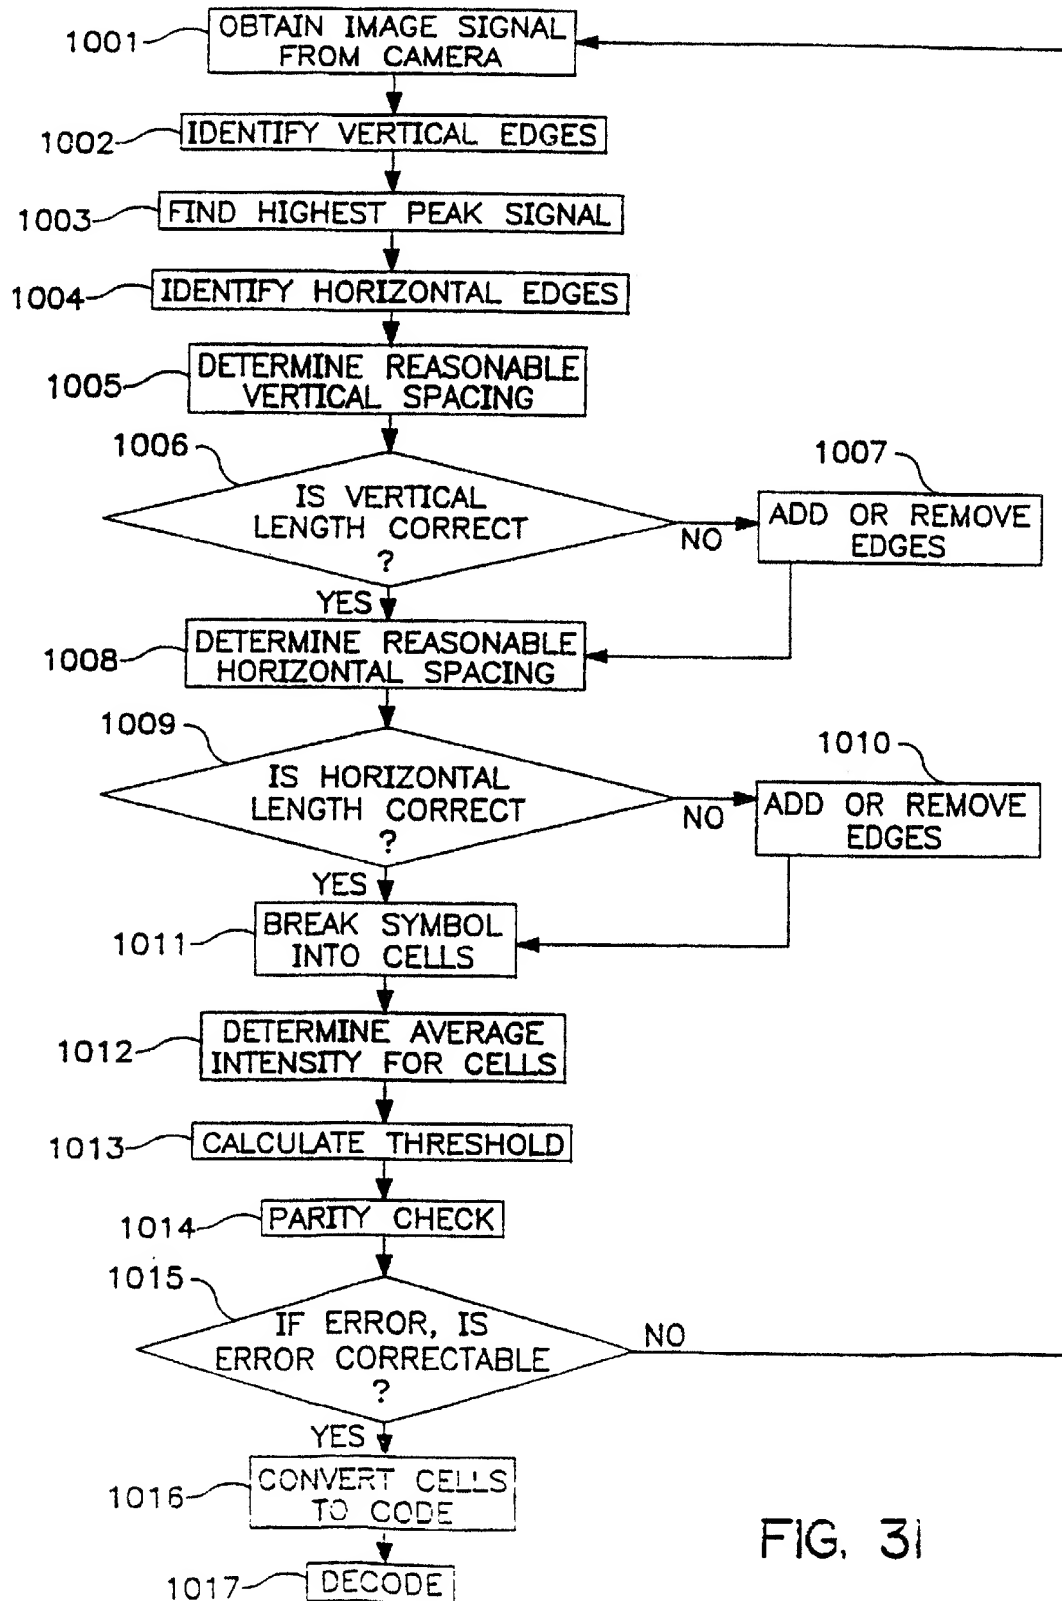 1001
OBTAIN IMAGE SIGNAL
FROM CAMERA
1002
IDENTIFY VERTICAL EDGES
1003
FIND HIGHEST PEAK SIGNAL
1004
IDENTIFY HORIZONTAL EDGES
1005
DETERMINE REASONABLE
VERTICAL SPACING
1006
IS VERTICAL
LENGTH CORRECT
?
NO
1007
ADD OR REMOVE
EDGES
YES
1008
DETERMINE REASONABLE
HORIZONTAL SPACING
1009
IS HORIZONTAL
LENGTH CORRECT
?
NO
1010
ADD OR REMOVE
EDGES
YES
1011
BREAK SYMBOL
INTO CELLS
1012
DETERMINE AVERAGE
INTENSITY FOR CELLS
1013
CALCULATE THRESHOLD
1014
PARITY CHECK
1015
IF ERROR, IS
ERROR CORRECTABLE
?
NO
YES
1016
CONVERT CELLS
TO CODE
1017
DECODE
FIG. 31